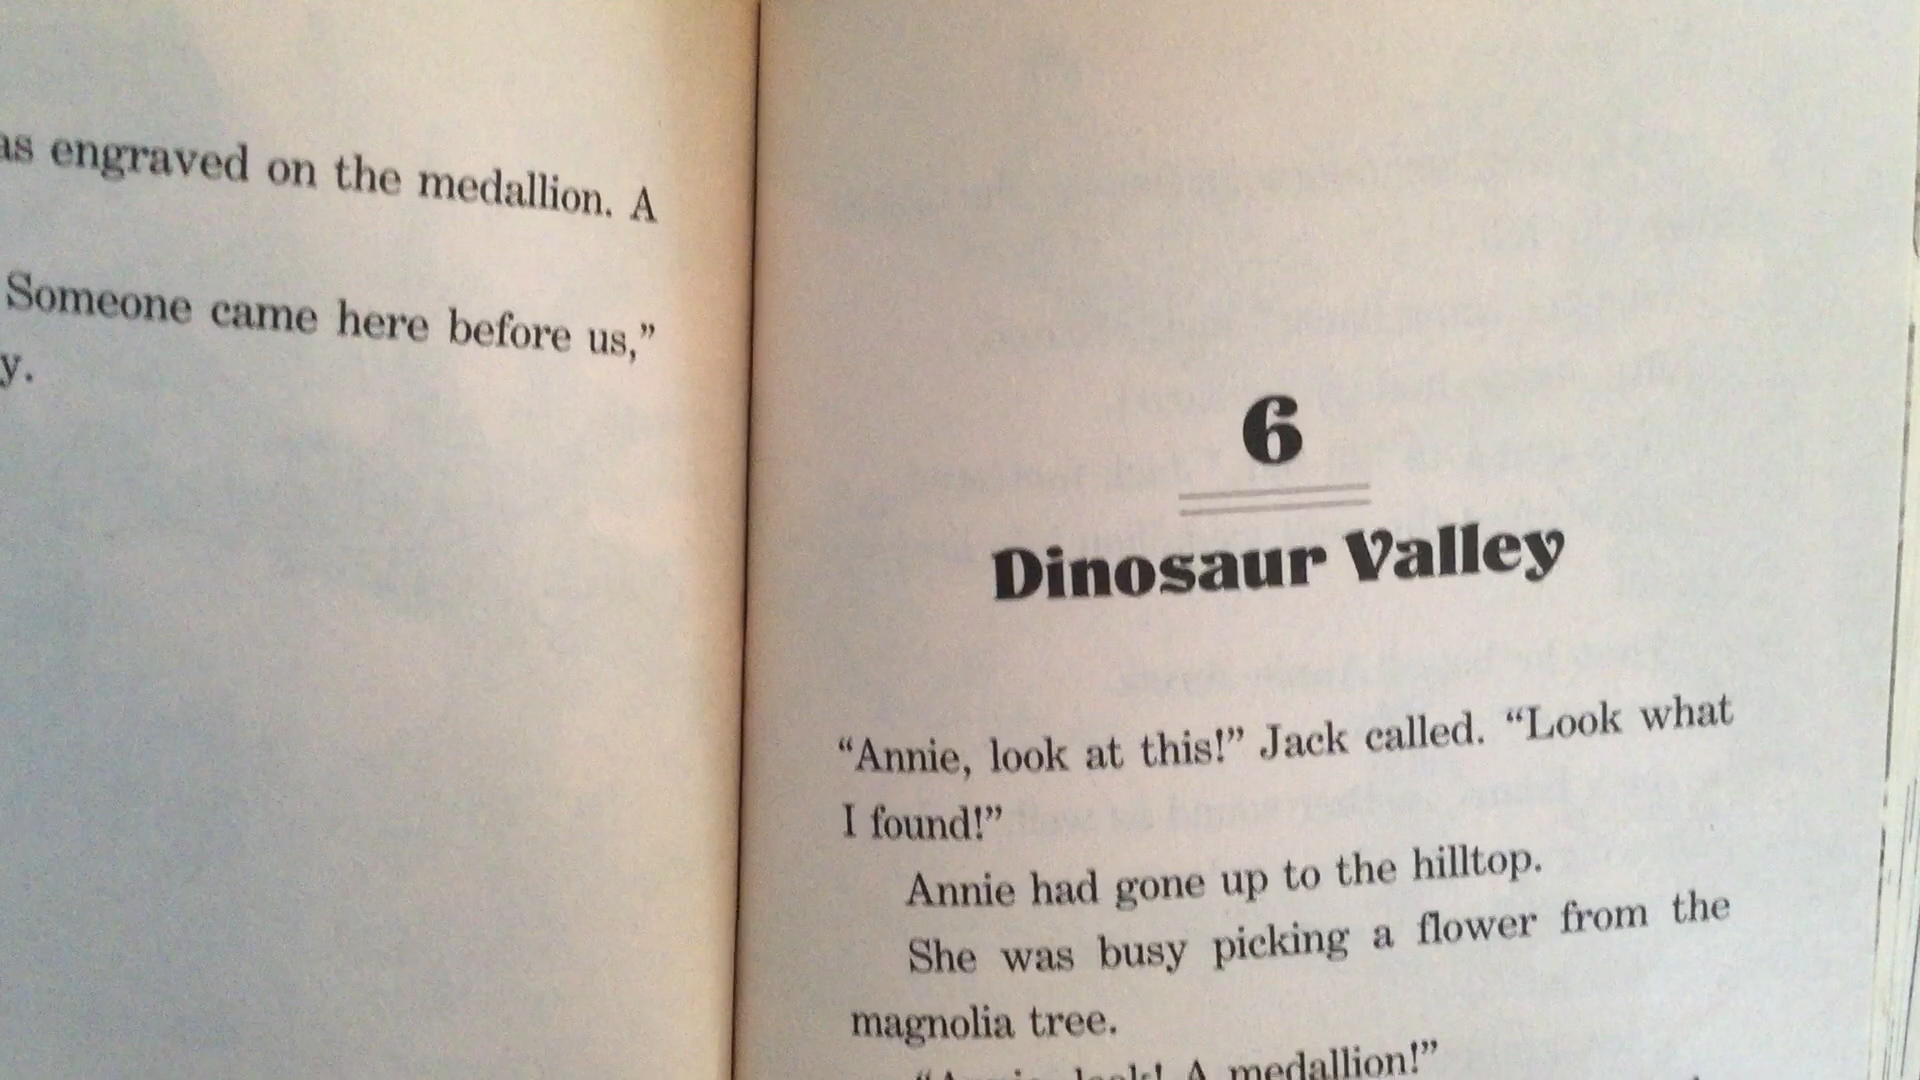 as engraved on the medallion. A
Someone came here before us,”
y.
6
Dinosaur Valley
“Annie, look at this!” Jack called. “Look what
I found!”
Annie had gone up to the hilltop.
She was busy picking a flower from the
magnolia tree.
“Annie, look! A medallion!”